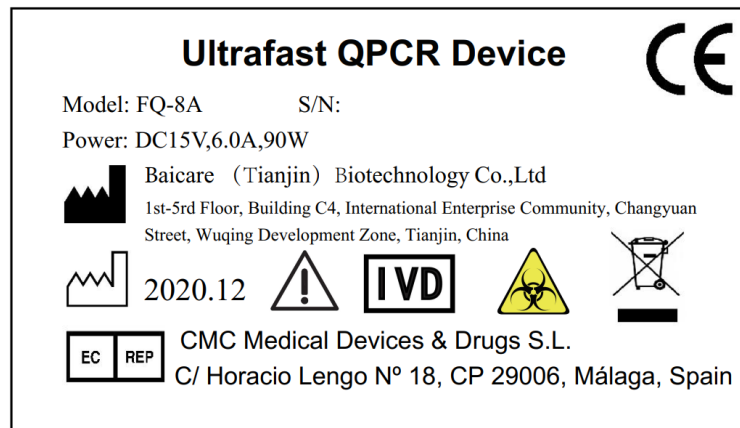 Ultrafast QPCR Device
CE
Model: FQ-8A S/N:
Power: DC15V,6.0A,90W
Baicare （Tianjin）Biotechnology Co.,Ltd
1st-5rd Floor, Building C4, International Enterprise Community, Changyuan
Street, Wuqing Development Zone, Tianjin, China
2020.12 IVD
EC REP
CMC Medical Devices & Drugs S.L.
C/ Horacio Lengo Nº 18, CP 29006, Málaga, Spain